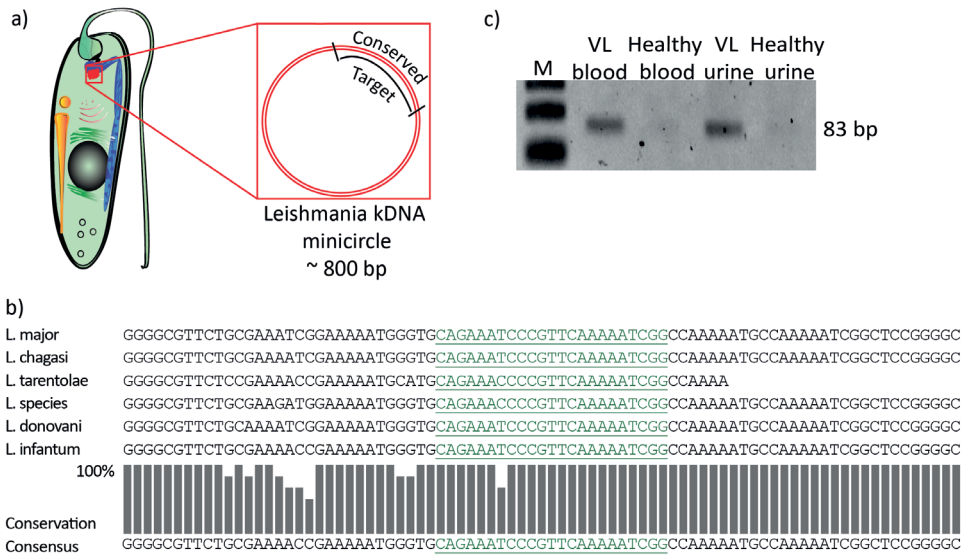 a)
Conserved
Target
Leishmania kDNA
minicircle
~ 800 bp
c)
M VL blood Healthy blood VL urine Healthy urine
83 bp
b)
L. major GGGGCGTTCTGCGAAATCGGAAAAATGGGTGCAGAAATCCCGTTCAAAAATCGGCCAAAAATGCCAAAAATCGGCTCCGGGGC
L. chagasi GGGGCGTTCTGCGAAAATCGAAAAATGGGTGCAGAAATCCCGTTCAAAAATCGGCCAAAAATGCCAAAAATCGGCTCCGGGGC
L. tarentolae GGGGCGTTCTCCGAAAACCGAAAAATGCATGCAGAAACCCCGTTCAAAAATCGGCCAAAA
L. species GGGGCGTTCTGCGAAGATGGAAAAATGGGTGCAGAAACCCCGTTCAAAAATCGGCCAAAAATGCCAAAAATCGGCTCCGGGGC
L. donovani GGGGCGTTCTGCAAAATCGGAAAAATGGGTGCAGAAATCCCGTTCAAAAATCGGCCAAAAATGCCAAAAATCGGCTCCGGGGC
L. infantum GGGGCGTTCTGCGAAAACCGAAAAATGGGTGCAGAAATCCCGTTCAAAAATCGGCCAAAAATGCCAAAAATCGGCTCCGGGGC
100%
Conservation
Consensus GGGGCGTTCTGCGAAAACCGAAAAATGGGTGCAGAAATCCCGTTCAAAAATCGGCCAAAAATGCCAAAAATCGGCTCCGGGGC